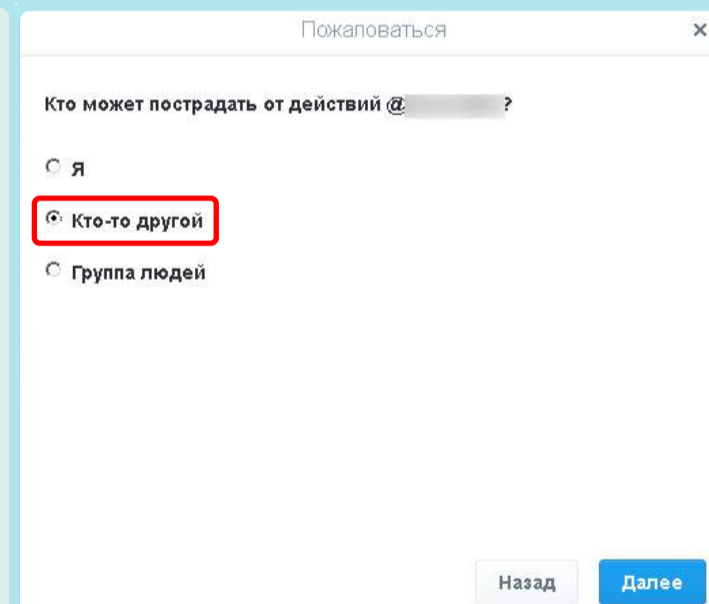 Пожаловаться
Кто может пострадать от действий @ ?
Я
Кто-то другой
Группа людей
Назад Далее